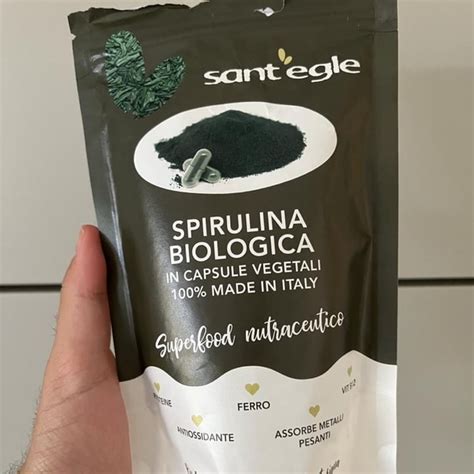 sant'egle
SPIRULINA
BIOLOGICA
IN CAPSULE VEGETALI
100% MADE IN ITALY
Superfood nutraceutico
FERRO
ANTIOSSIDANTE
ASSORBE METALLI
PESANTI